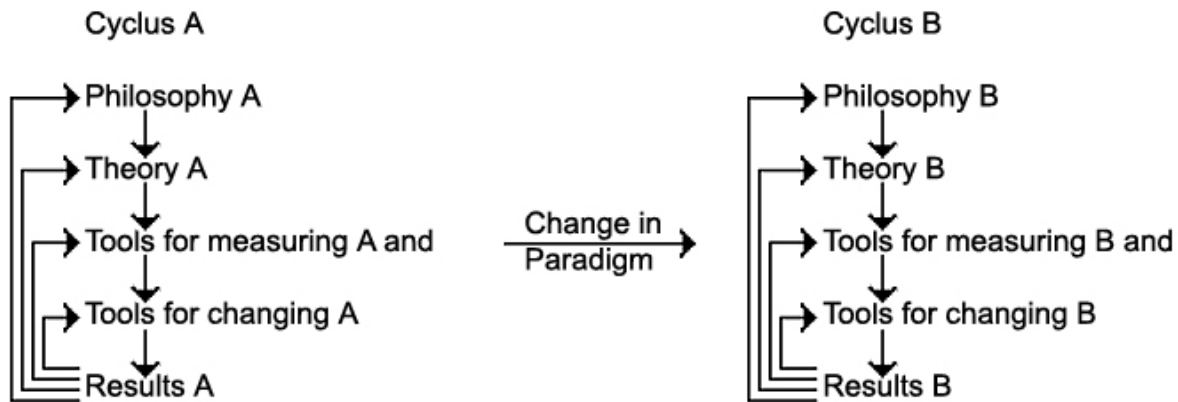 Cyclus A
Philosophy A
Theory A
Tools for measuring A and
Tools for changing A
Results A
Change in
Paradigm
Cyclus B
Philosophy B
Theory B
Tools for measuring B and
Tools for changing B
Results B